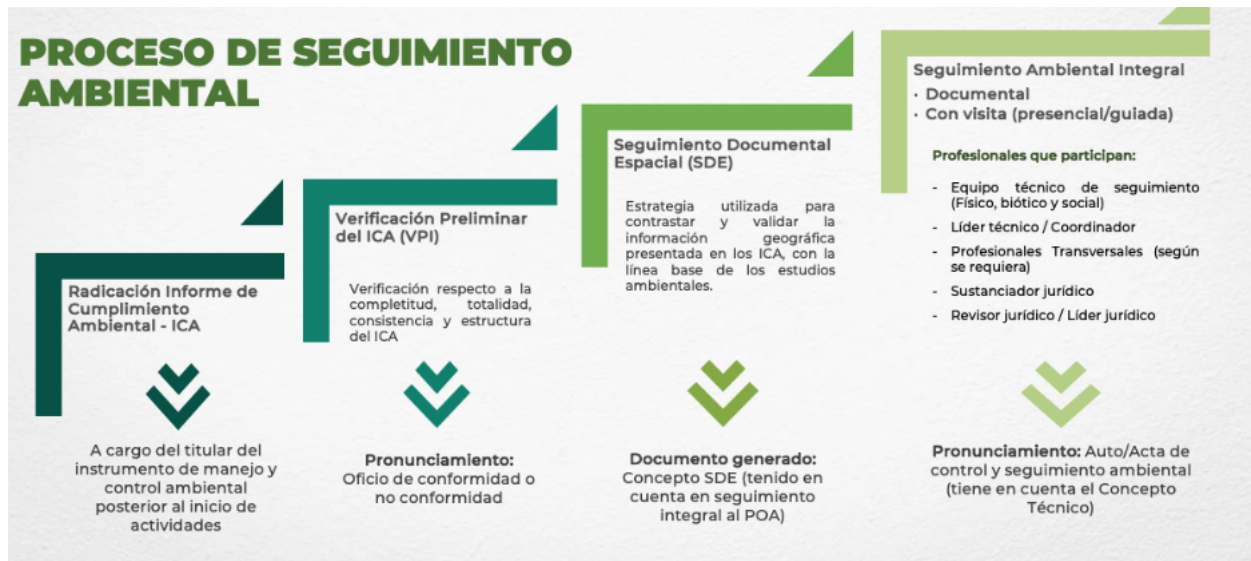 PROCESO DE SEGUIMIENTO
AMBIENTAL
Radicación Informe de
Cumplimiento
Ambiental - ICA
A cargo del titular del
instrumento de manejo y
control ambiental
posterior al inicio de
actividades
Verificación Preliminar
del ICA (VPI)
Verificación respecto a la
completitud, totalidad,
consistencia y estructura
del ICA
Pronunciamiento:
Oficio de conformidad o
no conformidad
Seguimiento Documental
Espacial (SDE)
Estrategia utilizada para
contrastar y validar la
información geográfica
presentada en los ICA, con la
línea base de los estudios
ambientales.
Documento generado:
Concepto SDE (tenido en
cuenta en seguimiento
integral al POA)
Seguimiento Ambiental Integral
· Documental
· Con visita (presencial/guiada)
Profesionales que participan:
- Equipo técnico de seguimiento
(Físico, biótico y social)
- Líder técnico / Coordinador
- Profesionales Transversales (según
se requiera)
- Sustanciador jurídico
- Revisor jurídico / Líder jurídico
Pronunciamiento: Auto/Acta de
control y seguimiento ambiental
(tiene en cuenta el Concepto
Técnico)